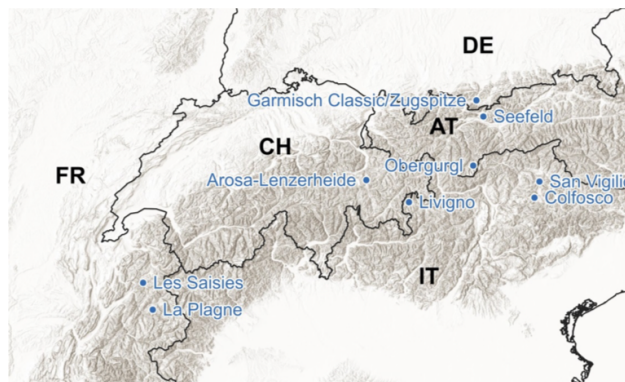 DE
Garmisch Classic/Zugspitze
Seefeld
AT
CH
Obergurgl
FR
Arosa-Lenzerheide
San Vigilio
Colfosco
Livigno
IT
Les Saisies
La Plagne